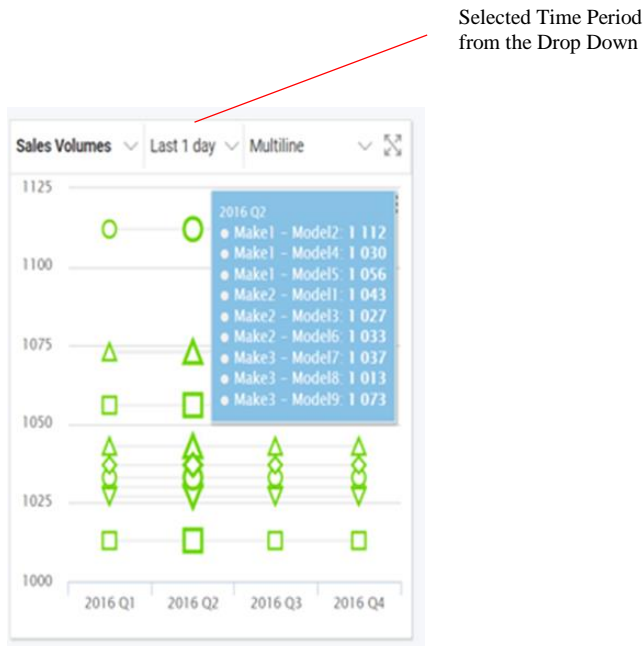 Selected Time Period
from the Drop Down
Sales Volumes Last 1 day Multiline
1125
1100
1075
1050
1025
1000
2016 Q2
Make1 - Model2: 1 112
Make1 - Model4: 1 030
Make1 - Model5: 1 056
Make2 - Model1: 1 043
Make2 - Model3: 1 027
Make2 - Model6: 1 033
Make3 - Model7: 1 037
Make3 - Model8: 1 013
Make3 - Model9: 1 073
2016 Q1 2016 Q2 2016 Q3 2016 Q4